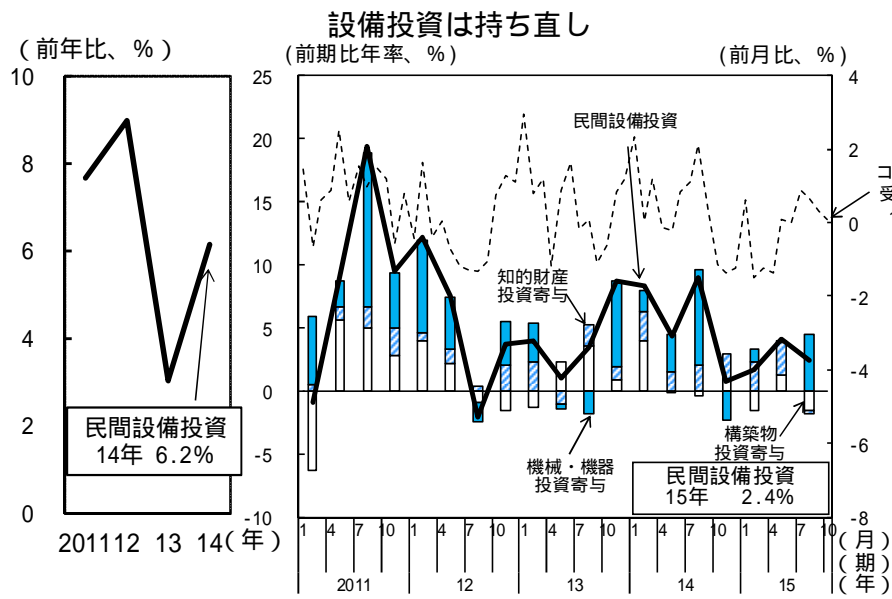 設備投資は持ち直し
(前年比、%)
(前期比年率、%)
(前月比、%)
10
8
6
4
2
0
2011 12 13 14(年)
民間設備投資
14年 6.2%
25
20
15
10
5
0
-5
-10
4
2
0
-2
-4
-6
-8
民間設備投資
知的財産
投資寄与
機械・機器
投資寄与
構築物
投資寄与
民間設備投資
15年 2.4%
コ
受
1 4 7 10 1 4 7 10 1 4 7 10 1 4 7 10 1 4 7 10
(月)
(期)
2011 12 13 14 15 (年)